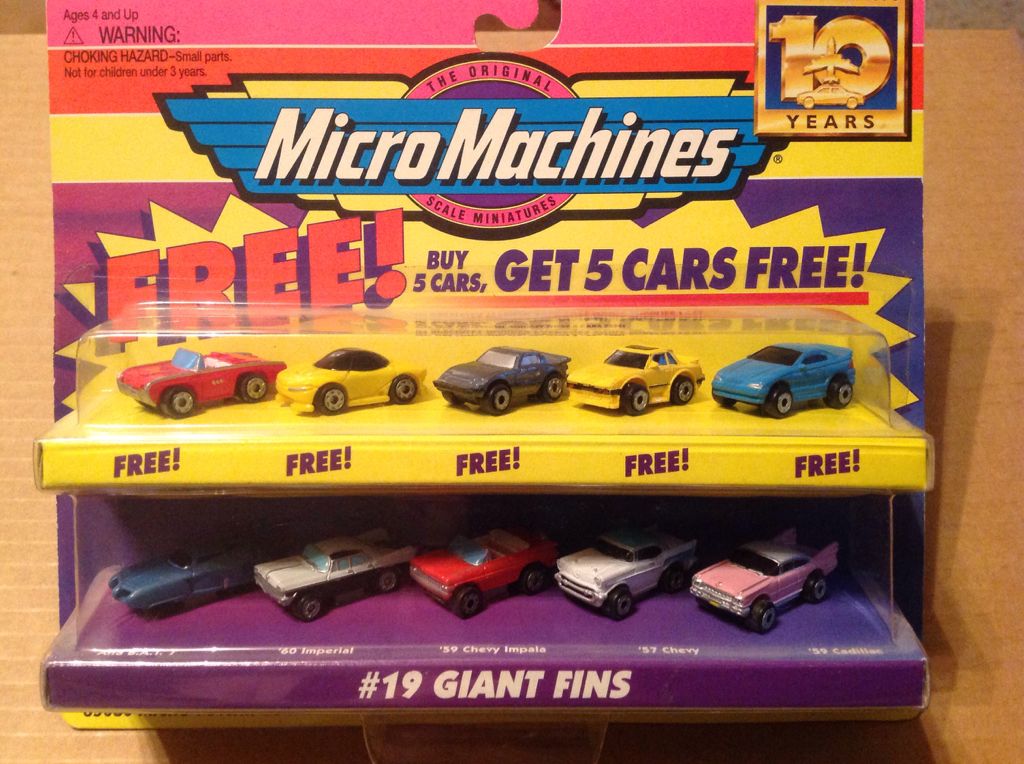 Ages 4 and Up
WARNING:
CHOKING HAZARD–Small parts.
Not for children under 3 years.
THE ORIGINAL
Micro Machines ®
SCALE MINIATURES
10
YEARS
FREE!
BUY
5 CARS, GET 5 CARS FREE!
FREE! FREE! FREE! FREE! FREE!
'60 Imperial '59 Chevy Impala '57 Chevy '59 Cadillac
#19 GIANT FINS